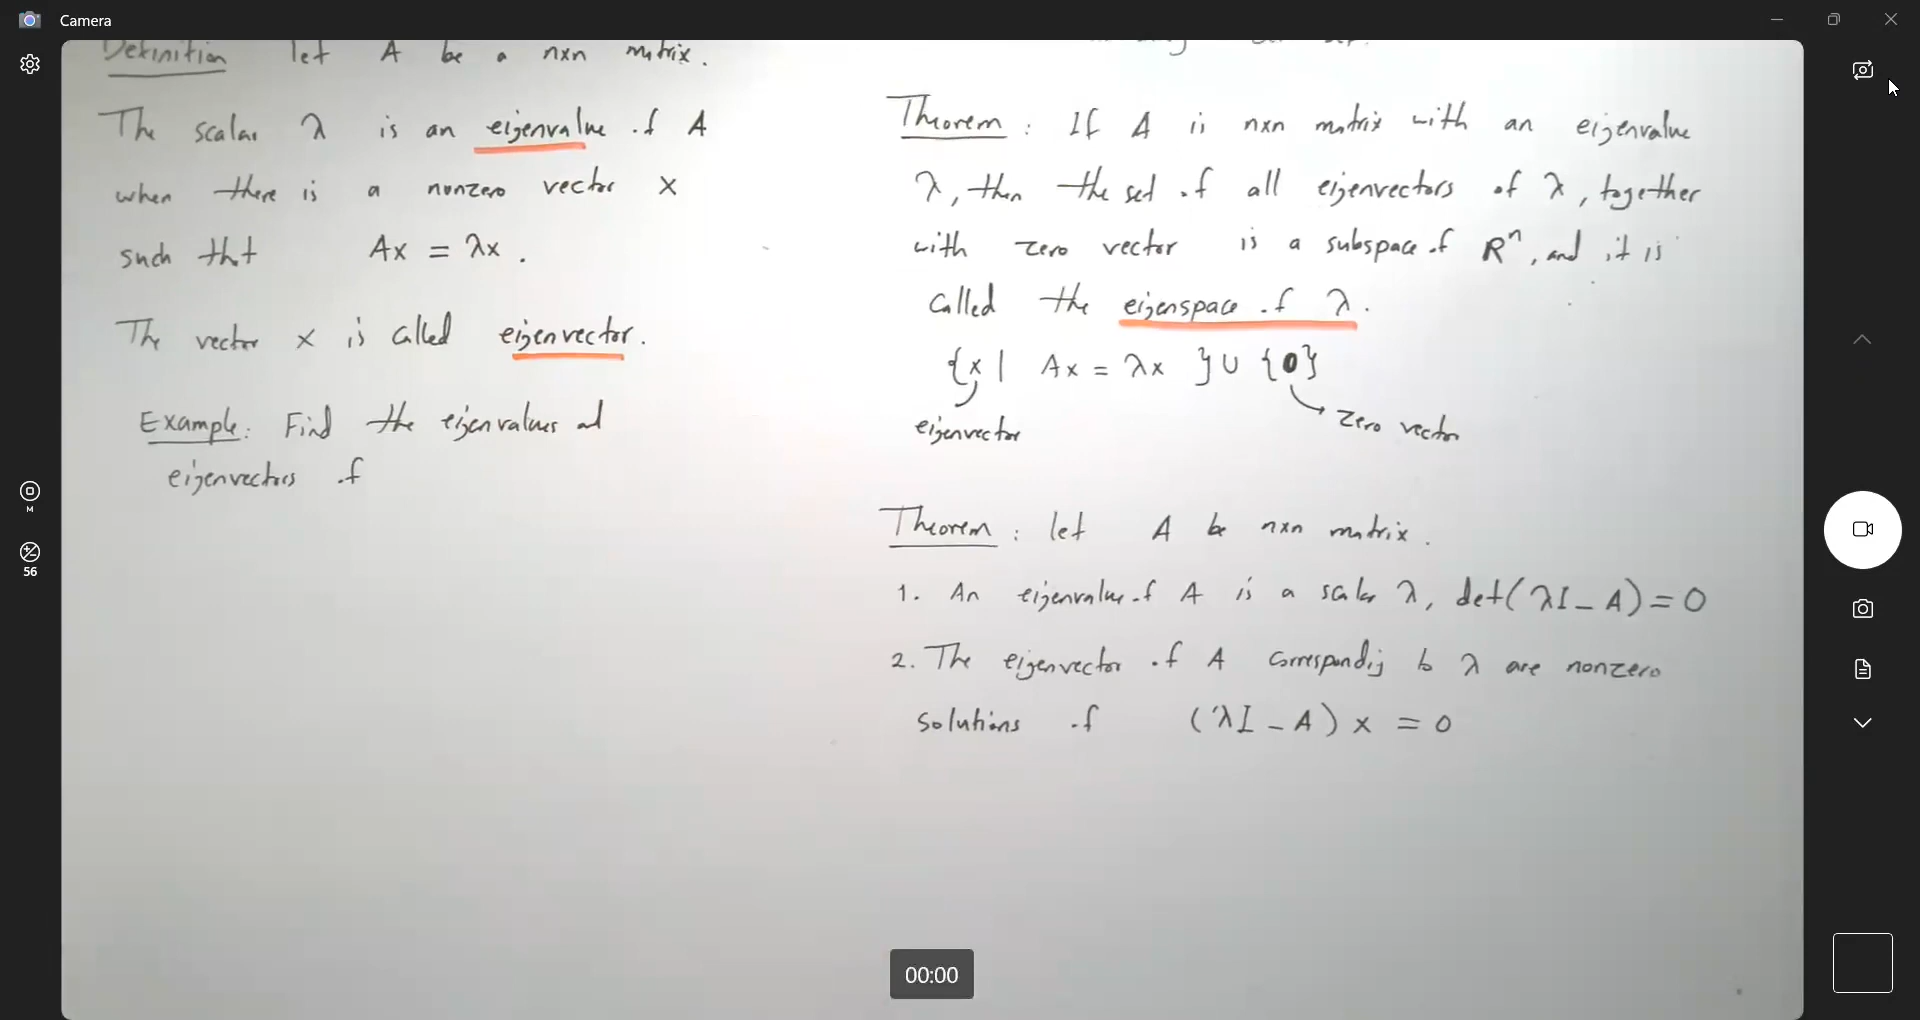 Camera
Definition let A be a nxn matrix.
The scalar λ is an eigenvalue of A
when there is a nonzero vector x
such that Ax = λx .
The vector x is called eigenvector.
Example: Find the eigenvalues and
eigenvectors of
Theorem : If A is nxn matrix with an eigenvalue
λ, then the set of all eigenvectors of λ, together
with zero vector is a subspace of Rⁿ, and it is
called the eigenspace of λ.
{x | Ax = λx } ∪ {0}
eigenvector
zero vector
Theorem : let A be nxn matrix .
1. An eigenvalue of A is a scalar λ, det(λI - A) = 0
2. The eigenvector of A corresponding to λ are nonzero
solutions of (λI - A) x = 0
M
56
00:00